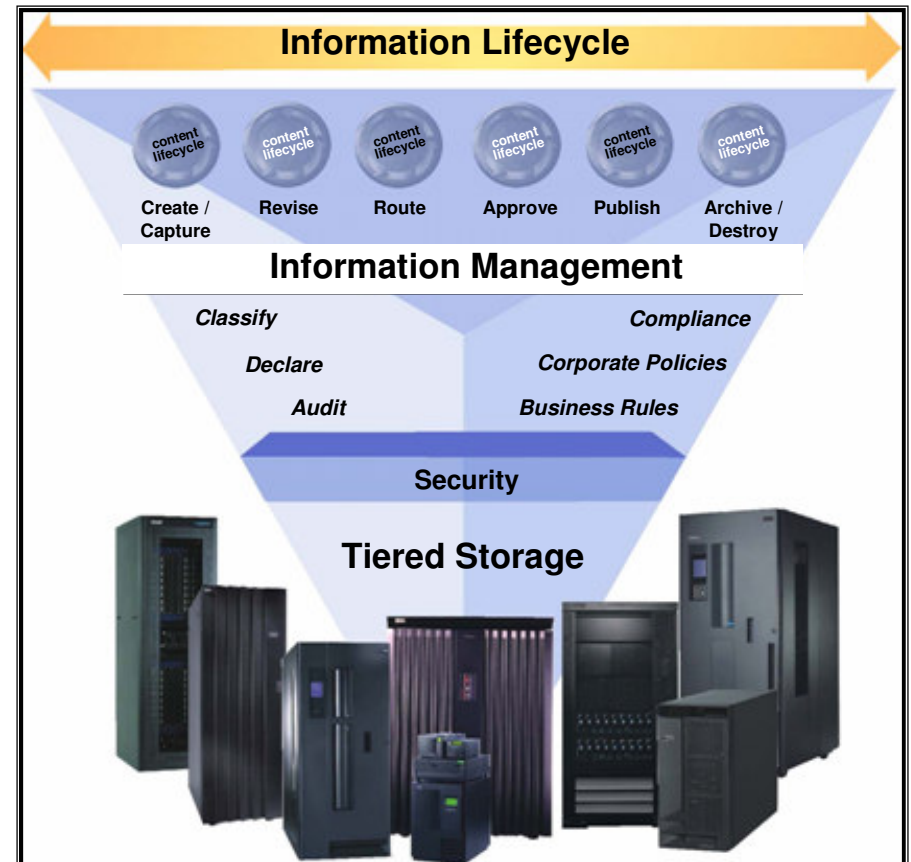 Information Lifecycle
content lifecycle
content lifecycle
content lifecycle
content lifecycle
content lifecycle
content lifecycle
Create / Capture
Revise
Route
Approve
Publish
Archive / Destroy
Information Management
Classify
Compliance
Declare
Corporate Policies
Audit
Business Rules
Security
Tiered Storage